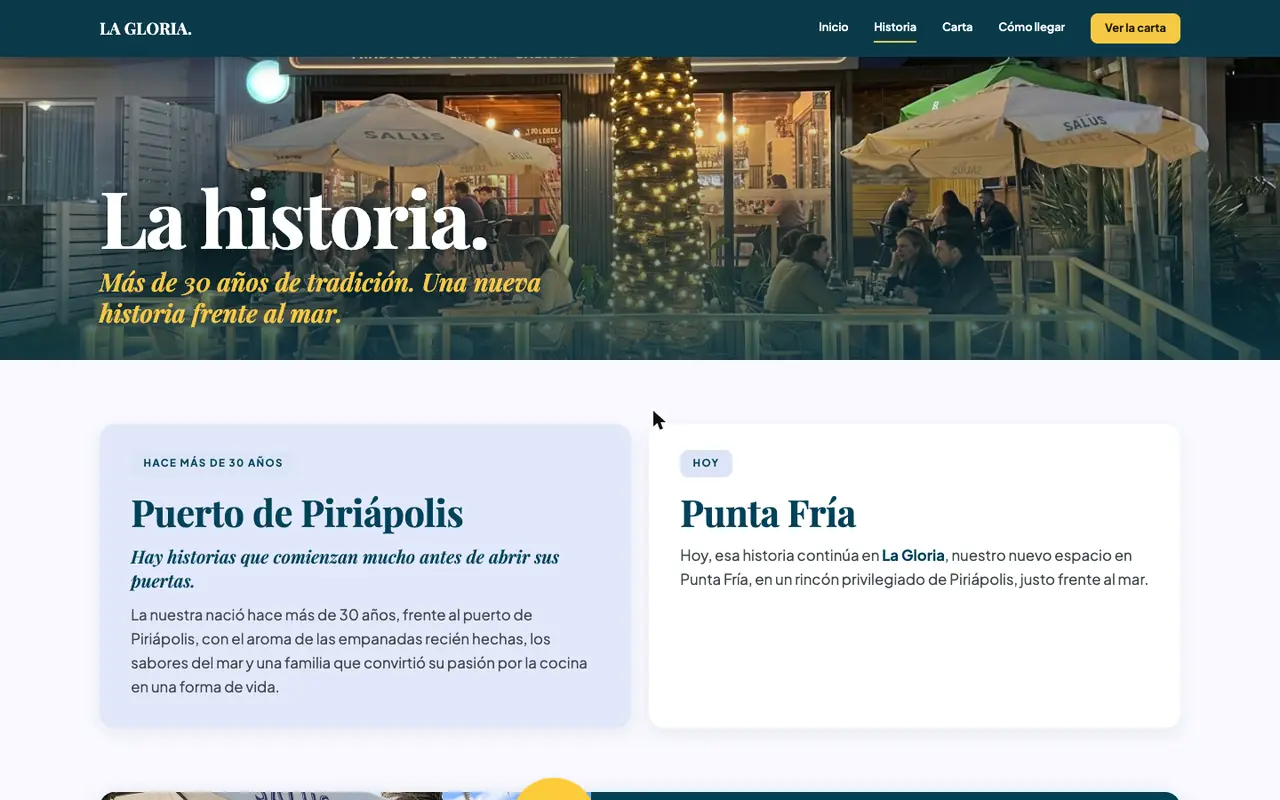 LA GLORIA.
Inicio
Historia
Carta
Cómo llegar
Ver la carta
SALUS
SALUS
La historia.
Más de 30 años de tradición. Una nueva
historia frente al mar.
HACE MÁS DE 30 AÑOS
Puerto de Piriápolis
Hay historias que comienzan mucho antes de abrir sus
puertas.
La nuestra nació hace más de 30 años, frente al puerto de
Piriápolis, con el aroma de las empanadas recién hechas, los
sabores del mar y una familia que convirtió su pasión por la cocina
en una forma de vida.
HOY
Punta Fría
Hoy, esa historia continúa en La Gloria, nuestro nuevo espacio en
Punta Fría, en un rincón privilegiado de Piriápolis, justo frente al mar.